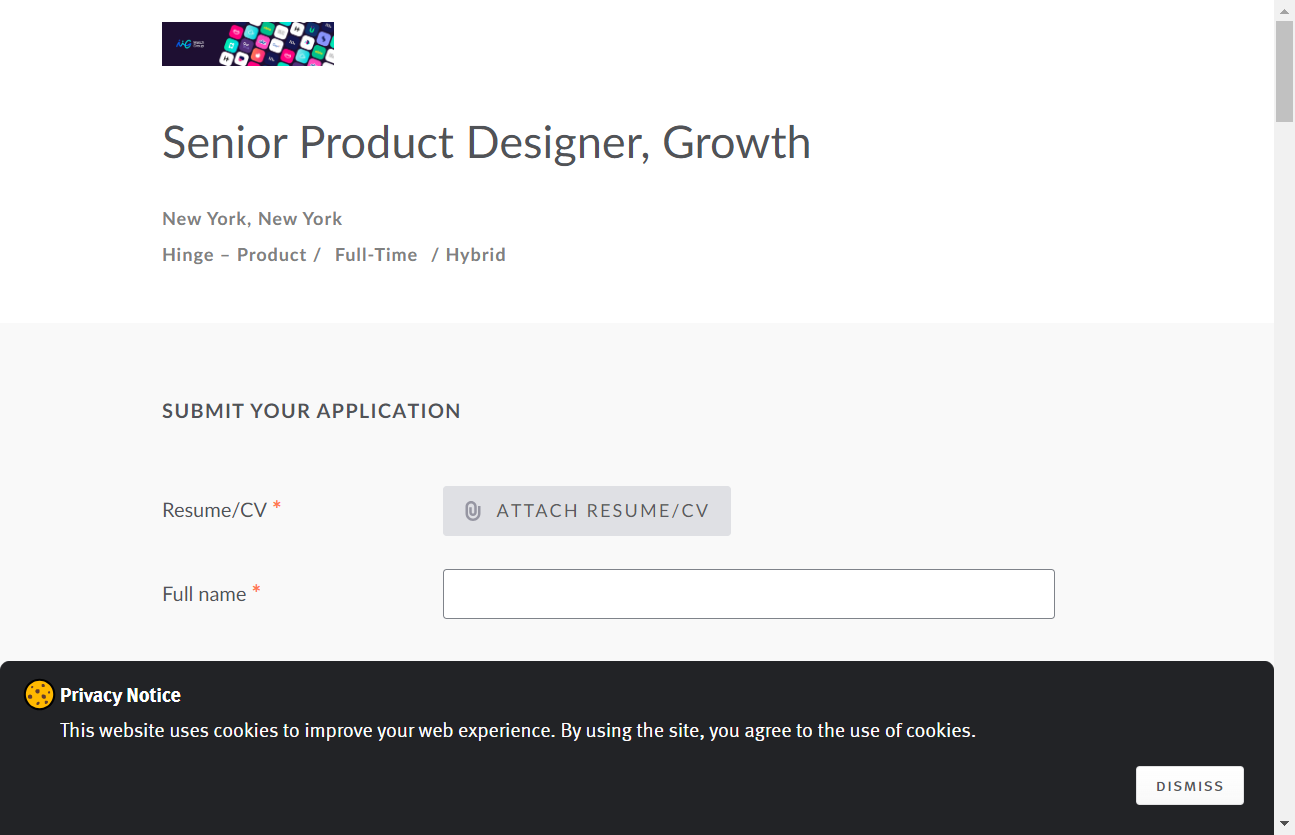 Senior Product Designer, Growth
New York, New York
Hinge – Product / Full-Time / Hybrid
SUBMIT YOUR APPLICATION
Resume/CV *
ATTACH RESUME/CV
Full name *
Privacy Notice
This website uses cookies to improve your web experience. By using the site, you agree to the use of cookies.
DISMISS